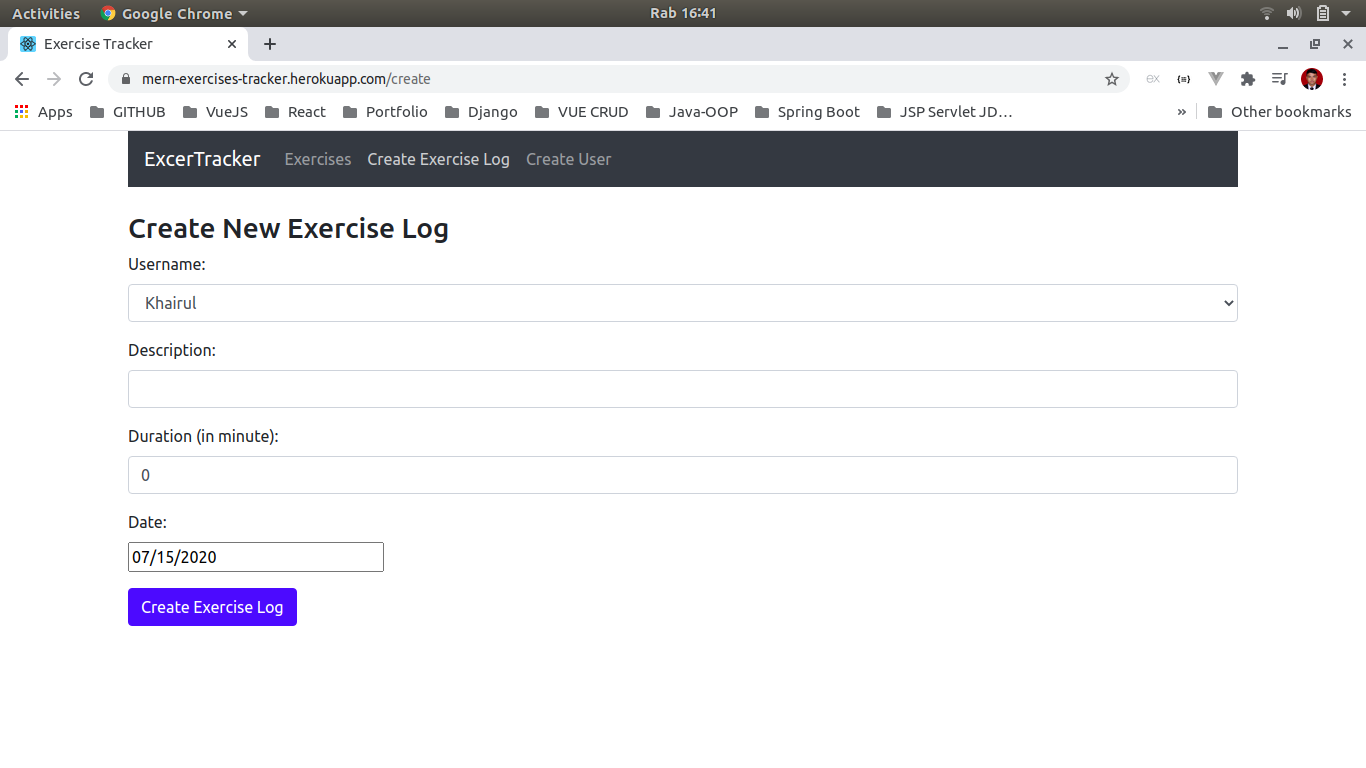 Activities Google Chrome Rab 16:41
Exercise Tracker
mern-exercises-tracker.herokuapp.com/create ex {=}
Apps GITHUB VueJS React Portfolio Django VUE CRUD Java-OOP Spring Boot JSP Servlet JD... » Other bookmarks
ExcerTracker Exercises Create Exercise Log Create User
Create New Exercise Log
Username:
Khairul
Description:
Duration (in minute):
0
Date:
07/15/2020
Create Exercise Log